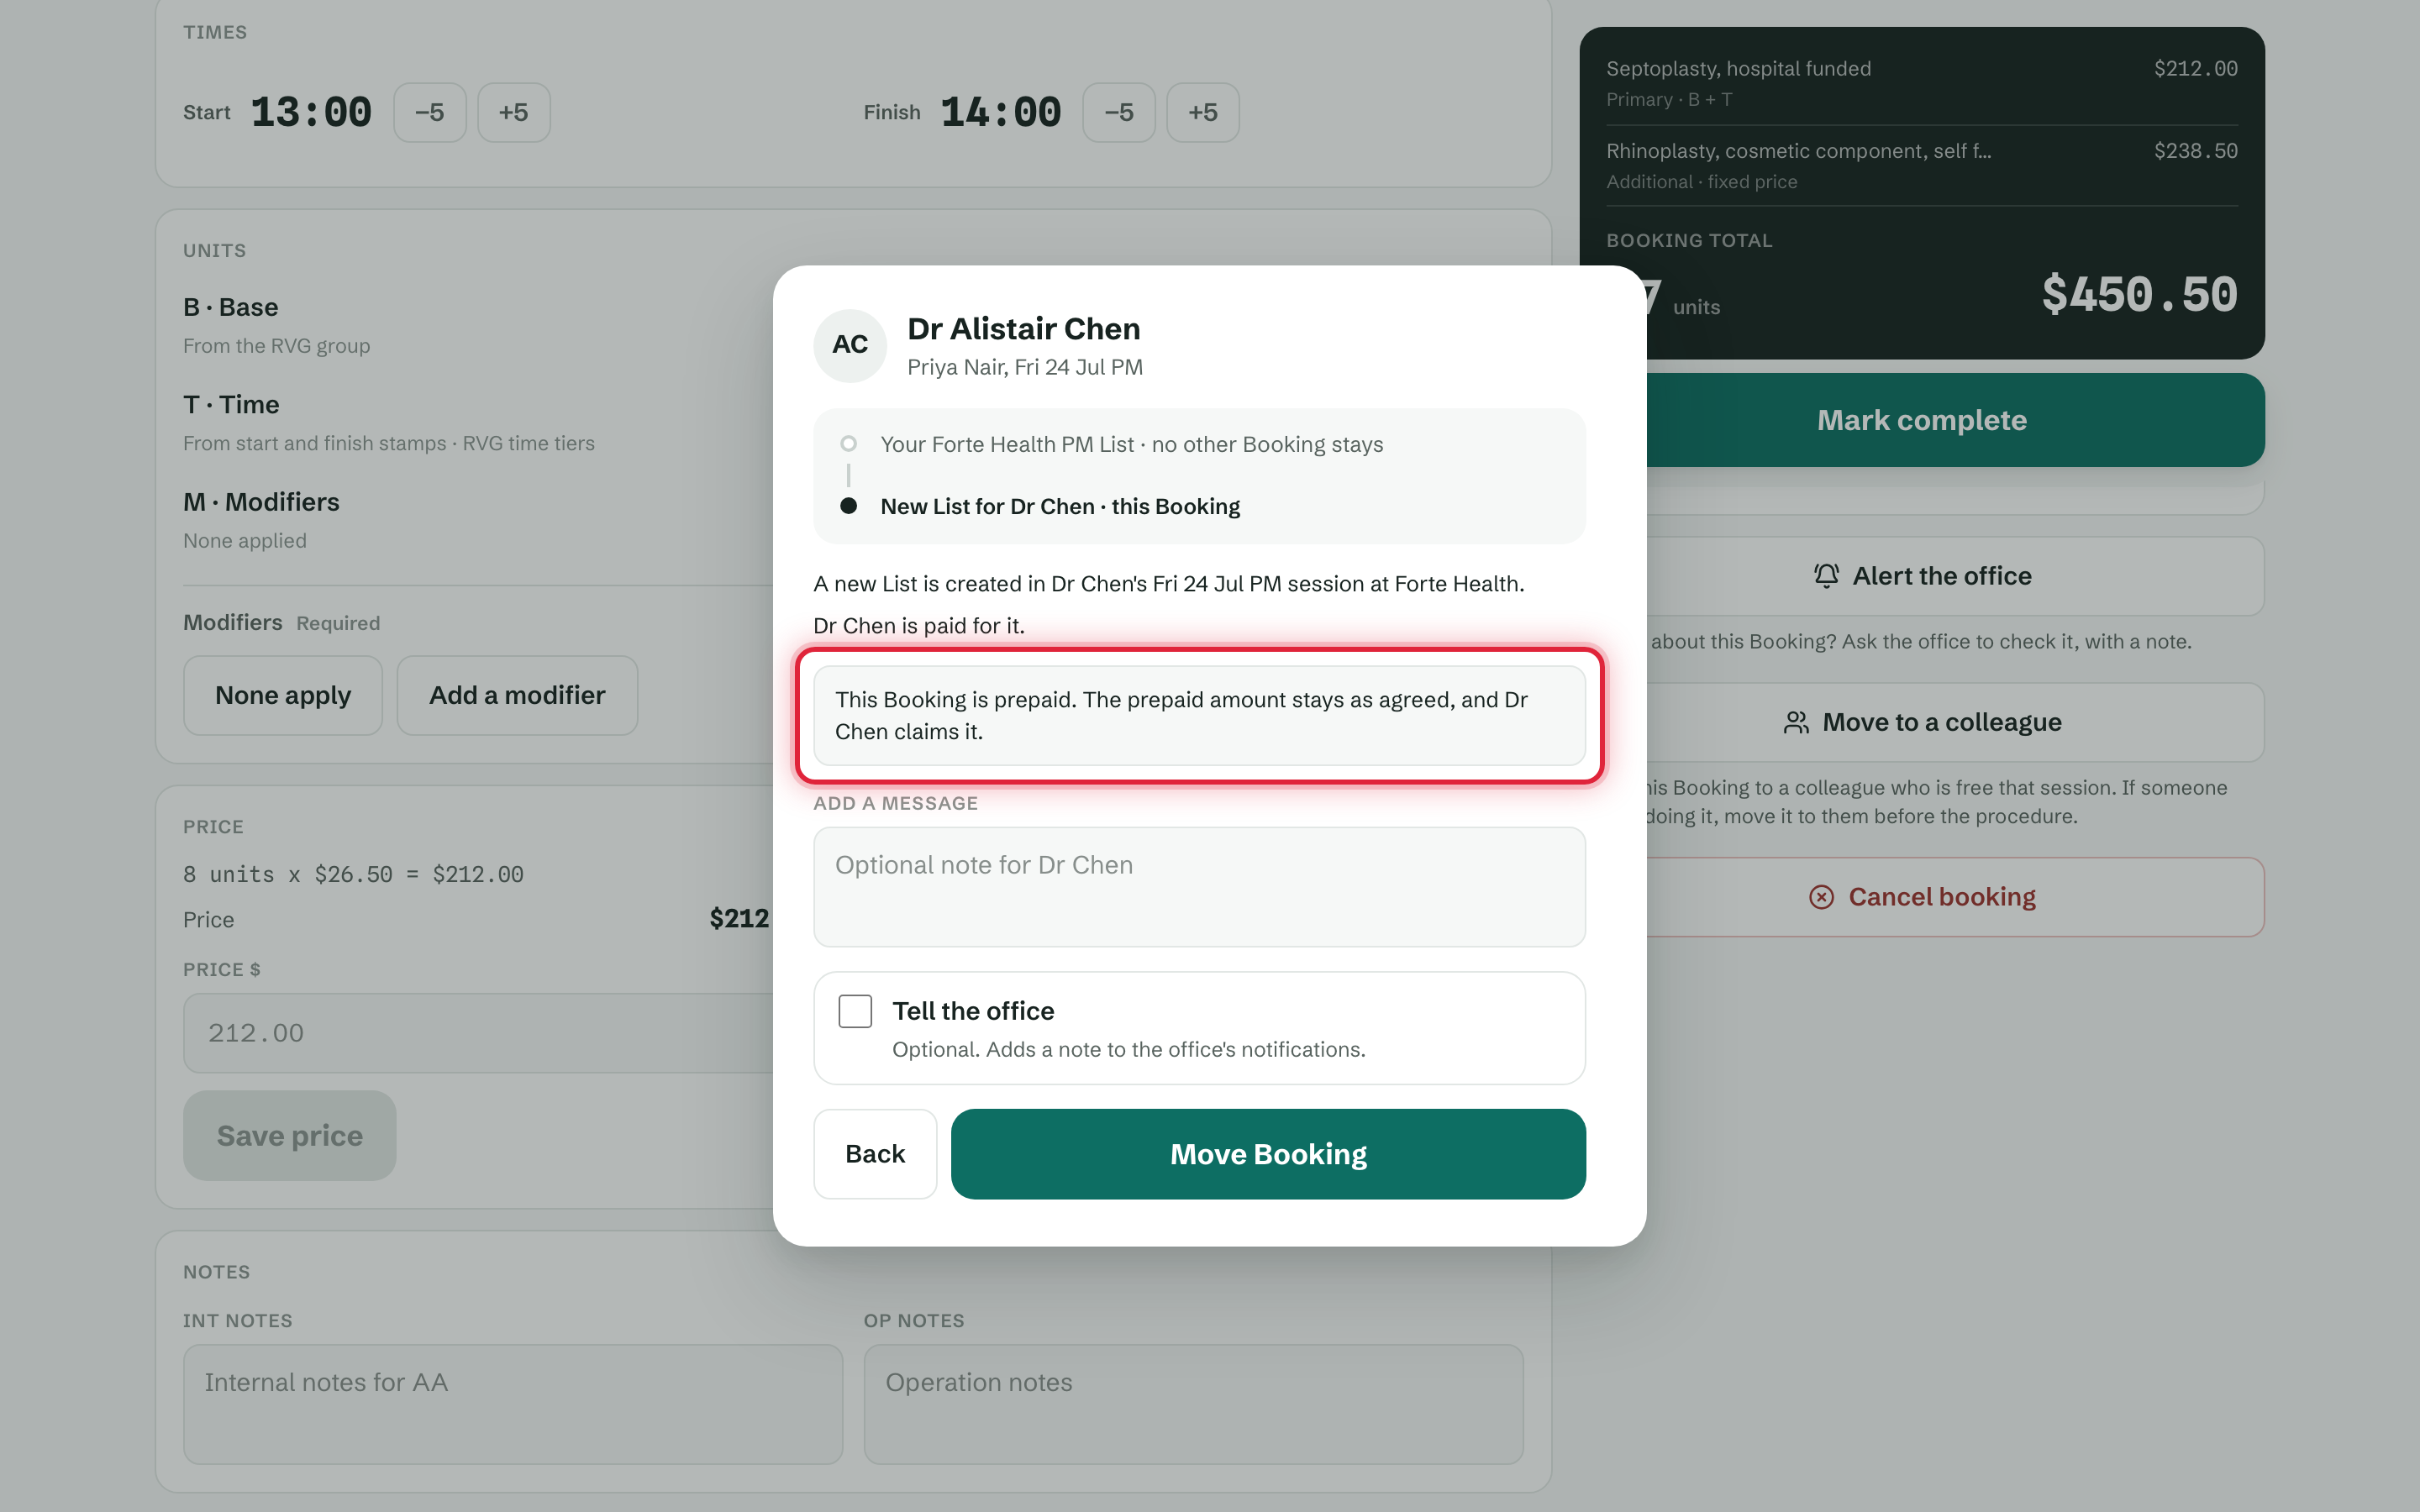 TIMES
Start 13:00 −5 +5
Finish 14:00 −5 +5
UNITS
B · Base
From the RVG group
T · Time
From start and finish stamps · RVG time tiers
M · Modifiers
None applied
Modifiers Required
None apply
Add a modifier
PRICE
8 units x $26.50 = $212.00
Price $212
PRICE $
212.00
Save price
NOTES
INT NOTES
Internal notes for AA
OP NOTES
Operation notes
AC
Dr Alistair Chen
Priya Nair, Fri 24 Jul PM
Your Forte Health PM List · no other Booking stays
New List for Dr Chen · this Booking
A new List is created in Dr Chen's Fri 24 Jul PM session at Forte Health.
Dr Chen is paid for it.
This Booking is prepaid. The prepaid amount stays as agreed, and Dr
Chen claims it.
ADD A MESSAGE
Optional note for Dr Chen
Tell the office
Optional. Adds a note to the office's notifications.
Back
Move Booking
Septoplasty, hospital funded $212.00
Primary · B + T
Rhinoplasty, cosmetic component, self f… $238.50
Additional · fixed price
BOOKING TOTAL
7 units $450.50
Mark complete
Alert the office
about this Booking? Ask the office to check it, with a note.
Move to a colleague
Booking to a colleague who is free that session. If someone
doing it, move it to them before the procedure.
Cancel booking